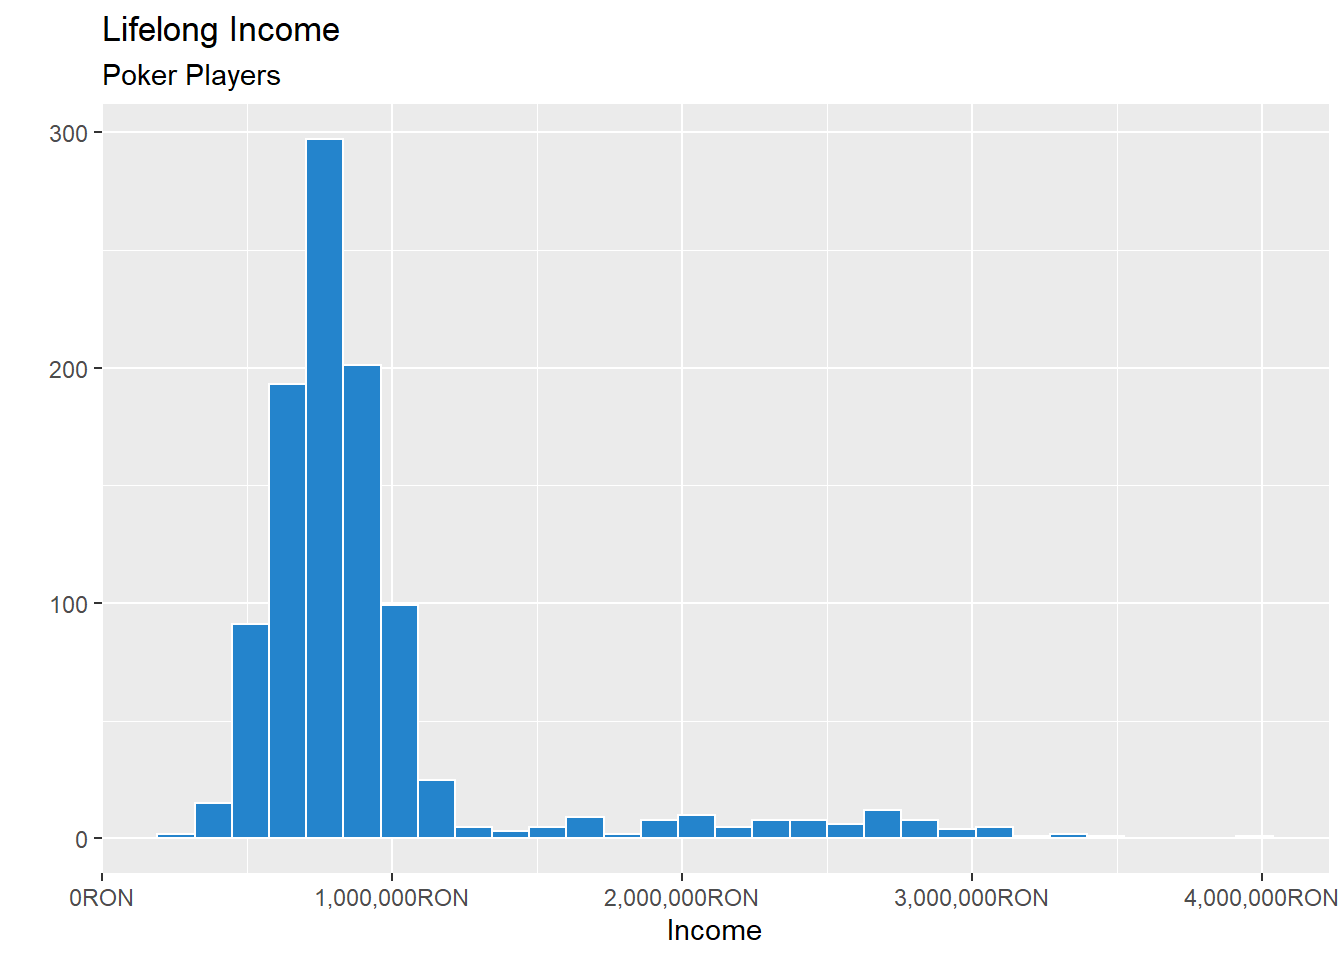 Lifelong Income
Poker Players
300
200
100
0
0RON 1,000,000RON 2,000,000RON 3,000,000RON 4,000,000RON
Income